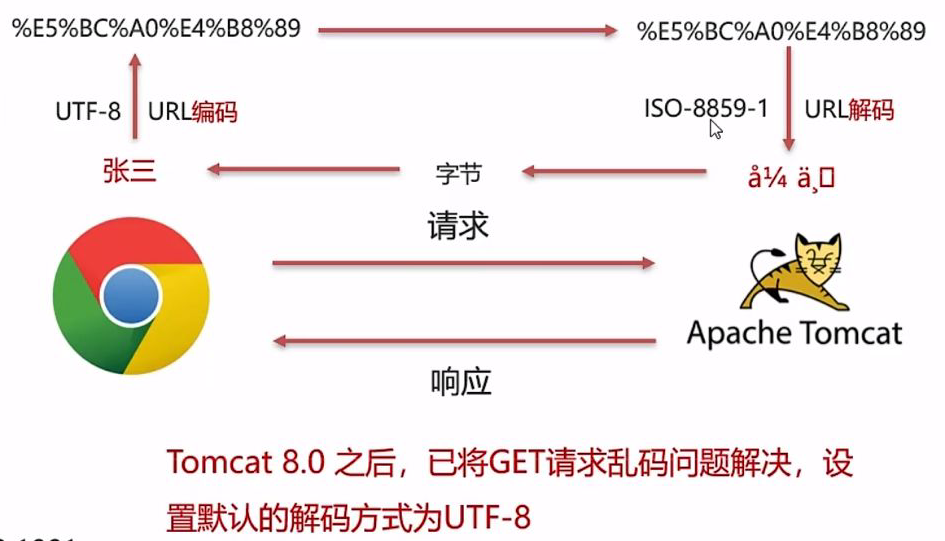 %E5%BC%A0%E4%B8%89
%E5%BC%A0%E4%B8%89
UTF-8
URL编码
ISO-8859-1
URL解码
张三
字节
å¼ ä¸
请求
Apache Tomcat
响应
Tomcat 8.0 之后，已将GET请求乱码问题解决，设
置默认的解码方式为UTF-8